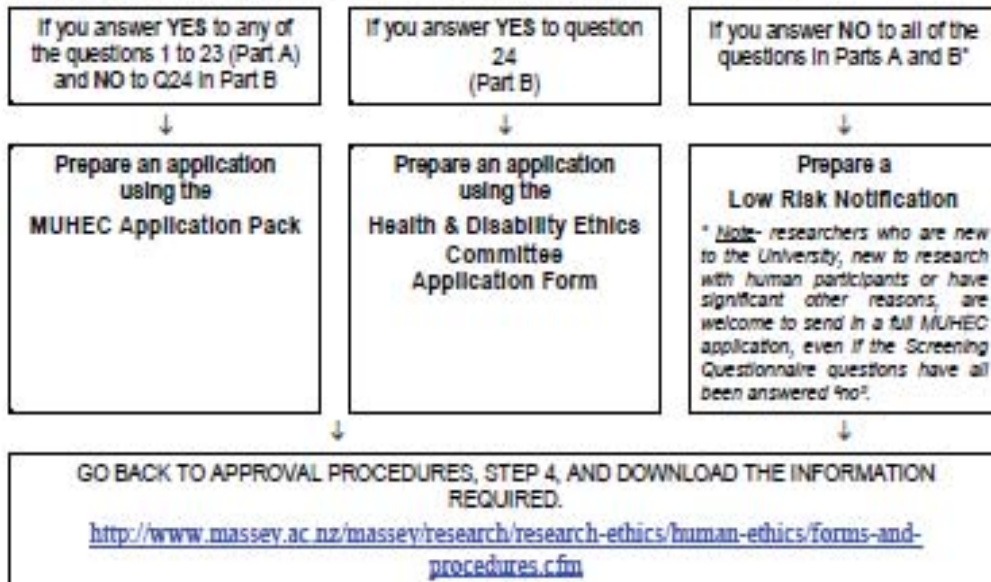 If you answer YES to any of
the questions 1 to 23 (Part A)
and NO to Q24 in Part B
If you answer YES to question
24
(Part B)
If you answer NO to all of the
questions in Parts A and B*
↓
↓
↓
Prepare an application
using the
MUHEC Application Pack
Prepare an application
using the
Health & Disability Ethics
Committee
Application Form
Prepare a
Low Risk Notification
* Note- researchers who are new
to the University, new to research
with human participants or have
significant other reasons, are
welcome to send in a full MUHEC
application, even if the Screening
Questionnaire questions have all
been answered “no”.
↓
↓
GO BACK TO APPROVAL PROCEDURES, STEP 4, AND DOWNLOAD THE INFORMATION
REQUIRED.
http://www.massey.ac.nz/massey/research/research-ethics/human-ethics/forms-and-
procedures.cfm